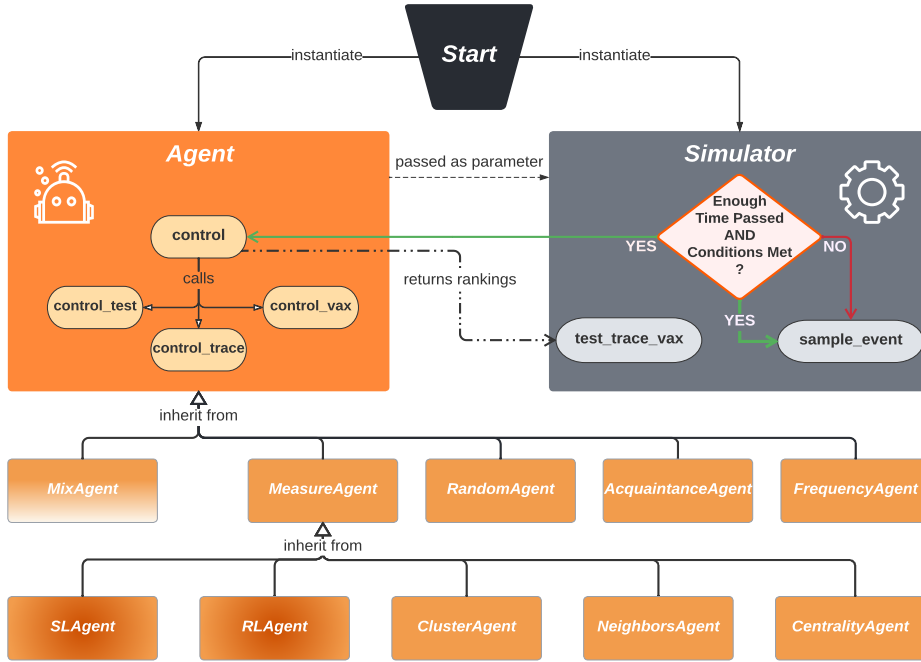 Start
instantiate
instantiate
Agent
passed as parameter
Simulator
Enough
Time Passed
AND
Conditions Met
?
control
YES
NO
calls
returns rankings
control_test
control_vax
control_trace
YES
test_trace_vax
sample_event
inherit from
MixAgent
MeasureAgent
RandomAgent
AcquaintanceAgent
FrequencyAgent
inherit from
SLAgent
RLAgent
ClusterAgent
NeighborsAgent
CentralityAgent